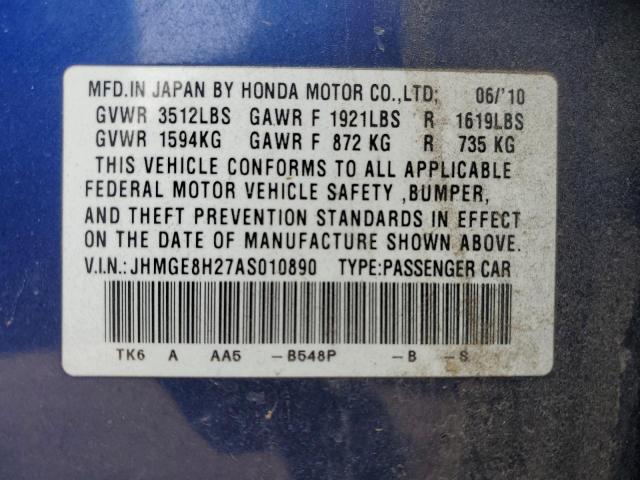 MFD.IN JAPAN BY HONDA MOTOR CO.,LTD; 06/'10
GVWR 3512LBS GAWR F 1921LBS R 1619LBS
GVWR 1594KG GAWR F 872 KG R 735 KG
THIS VEHICLE CONFORMS TO ALL APPLICABLE
FEDERAL MOTOR VEHICLE SAFETY ,BUMPER,
AND THEFT PREVENTION STANDARDS IN EFFECT
ON THE DATE OF MANUFACTURE SHOWN ABOVE.
V.I.N.:JHMGE8H27AS010890 TYPE:PASSENGER CAR
TK6 A AA5 -B548P -B -S